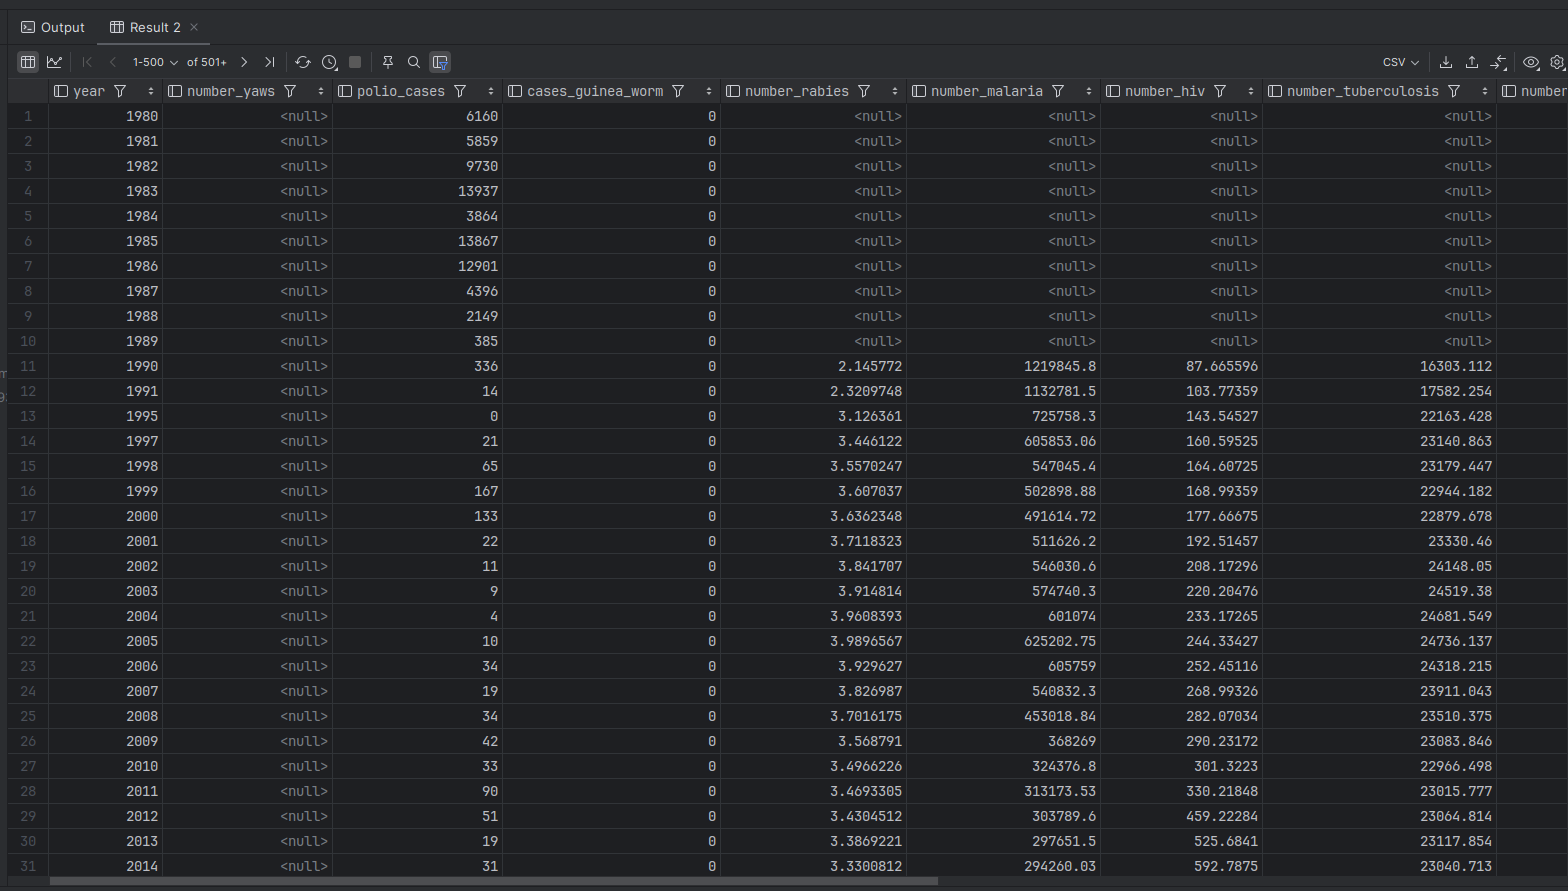 Output Result 2
1-500 of 501+ CSV
year number_yaws polio_cases cases_guinea_worm number_rabies number_malaria number_hiv number_tuberculosis number
1 1980 <null> 6160 0 <null> <null> <null> <null>
2 1981 <null> 5859 0 <null> <null> <null> <null>
3 1982 <null> 9730 0 <null> <null> <null> <null>
4 1983 <null> 13937 0 <null> <null> <null> <null>
5 1984 <null> 3864 0 <null> <null> <null> <null>
6 1985 <null> 13867 0 <null> <null> <null> <null>
7 1986 <null> 12901 0 <null> <null> <null> <null>
8 1987 <null> 4396 0 <null> <null> <null> <null>
9 1988 <null> 2149 0 <null> <null> <null> <null>
10 1989 <null> 385 0 <null> <null> <null> <null>
11 1990 <null> 336 0 2.145772 1219845.8 87.665596 16303.112
12 1991 <null> 14 0 2.3209748 1132781.5 103.77359 17582.254
13 1995 <null> 0 0 3.126361 725758.3 143.54527 22163.428
14 1997 <null> 21 0 3.446122 605853.06 160.59525 23140.863
15 1998 <null> 65 0 3.5570247 547045.4 164.60725 23179.447
16 1999 <null> 167 0 3.607037 502898.88 168.99359 22944.182
17 2000 <null> 133 0 3.6362348 491614.72 177.66675 22879.678
18 2001 <null> 22 0 3.7118323 511626.2 192.51457 23330.46
19 2002 <null> 11 0 3.841707 546030.6 208.17296 24148.05
20 2003 <null> 9 0 3.914814 574740.3 220.20476 24519.38
21 2004 <null> 4 0 3.9608393 601074 233.17265 24681.549
22 2005 <null> 10 0 3.9896567 625202.75 244.33427 24736.137
23 2006 <null> 34 0 3.929627 605759 252.45116 24318.215
24 2007 <null> 19 0 3.826987 540832.3 268.99326 23911.043
25 2008 <null> 34 0 3.7016175 453018.84 282.07034 23510.375
26 2009 <null> 42 0 3.568791 368269 290.23172 23083.846
27 2010 <null> 33 0 3.4966226 324376.8 301.3223 22966.498
28 2011 <null> 90 0 3.4693305 313173.53 330.21848 23015.777
29 2012 <null> 51 0 3.4304512 303789.6 459.22284 23064.814
30 2013 <null> 19 0 3.3869221 297651.5 525.6841 23117.854
31 2014 <null> 31 0 3.3300812 294260.03 592.7875 23040.713